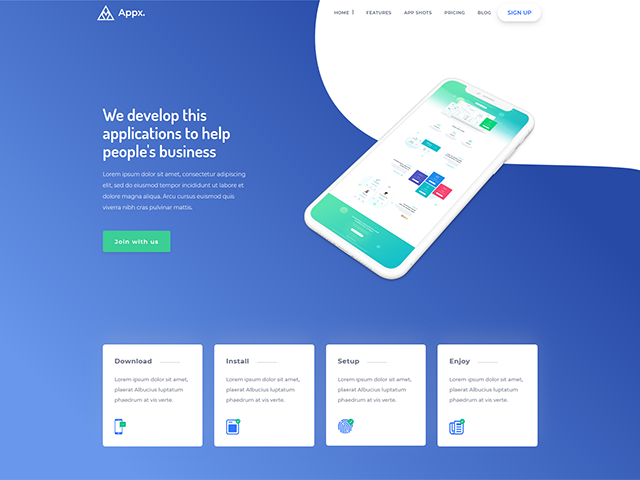 Appx.
HOME
FEATURES
APP SHOTS
PRICING
BLOG
SIGN UP
We develop this
applications to help
people's business
Lorem ipsum dolor sit amet, consectetur adipiscing
elit, sed do eiusmod tempor incididunt ut labore et
dolore magna aliqua. Arcu cursus euismod quis
viverra nibh cras pulvinar mattis.
Join with us
Download
Lorem ipsum dolor sit amet,
plaerat Albucius luptatum
phaerast at vis verte.
Install
Lorem ipsum dolor sit amet,
plaerat Albucius luptatum
phaerast at vis verte.
Setup
Lorem ipsum dolor sit amet,
plaerat Albucius luptatum
phaerast at vis verte.
Enjoy
Lorem ipsum dolor sit amet,
plaerat Albucius luptatum
phaerast at vis verte.